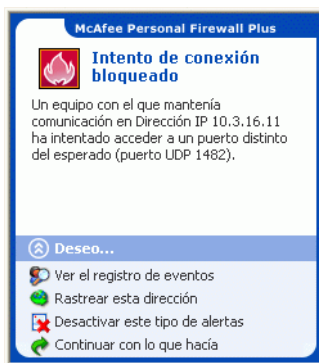 McAfee Personal Firewall Plus
Intento de conexión
bloqueado
Un equipo con el que mantenía
comunicación en Dirección IP 10.3.16.11
ha intentado acceder a un puerto distinto
del esperado (puerto UDP 1482).
Deseo...
Ver el registro de eventos
Rastrear esta dirección
Desactivar este tipo de alertas
Continuar con lo que hacía